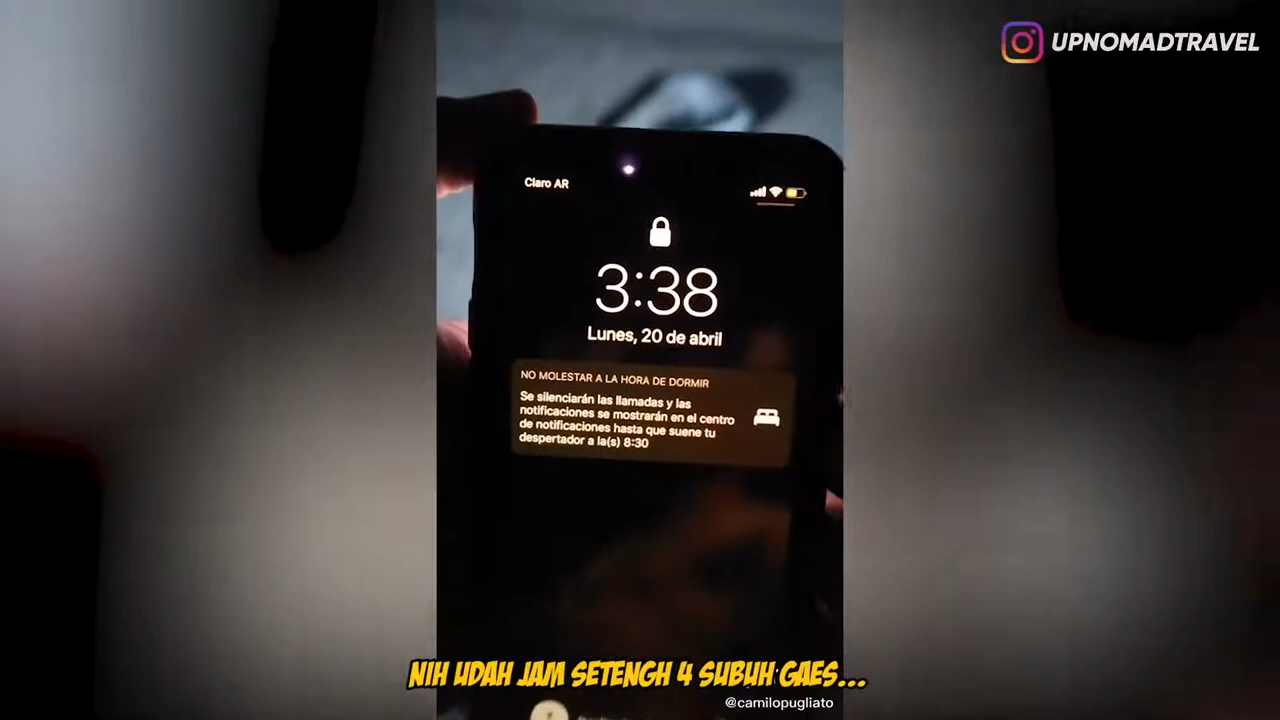 UPNOMADTRAVEL
Claro AR
3:38
Lunes, 20 de abril
NO MOLESTAR A LA HORA DE DORMIR
Se silenciarán las llamadas y las
notificaciones se mostrarán en el centro
de notificaciones hasta que suene tu
despertador a la(s) 8:30
NIH UDAH JAM SETENGH 4 SUBUH GAES...
@camilopugliato